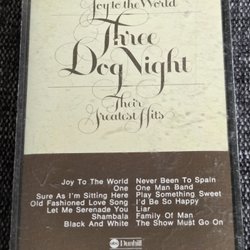 Joy to the World
Three
Dog Night
Their
Greatest Hits
Joy To The World
One
Sure As I'm Sitting Here
Old Fashioned Love Song
Let Me Serenade You
Shambala
Black And White
Never Been To Spain
One Man Band
Play Something Sweet
I'd Be So Happy
Liar
Family Of Man
The Show Must Go On
abc Dunhill